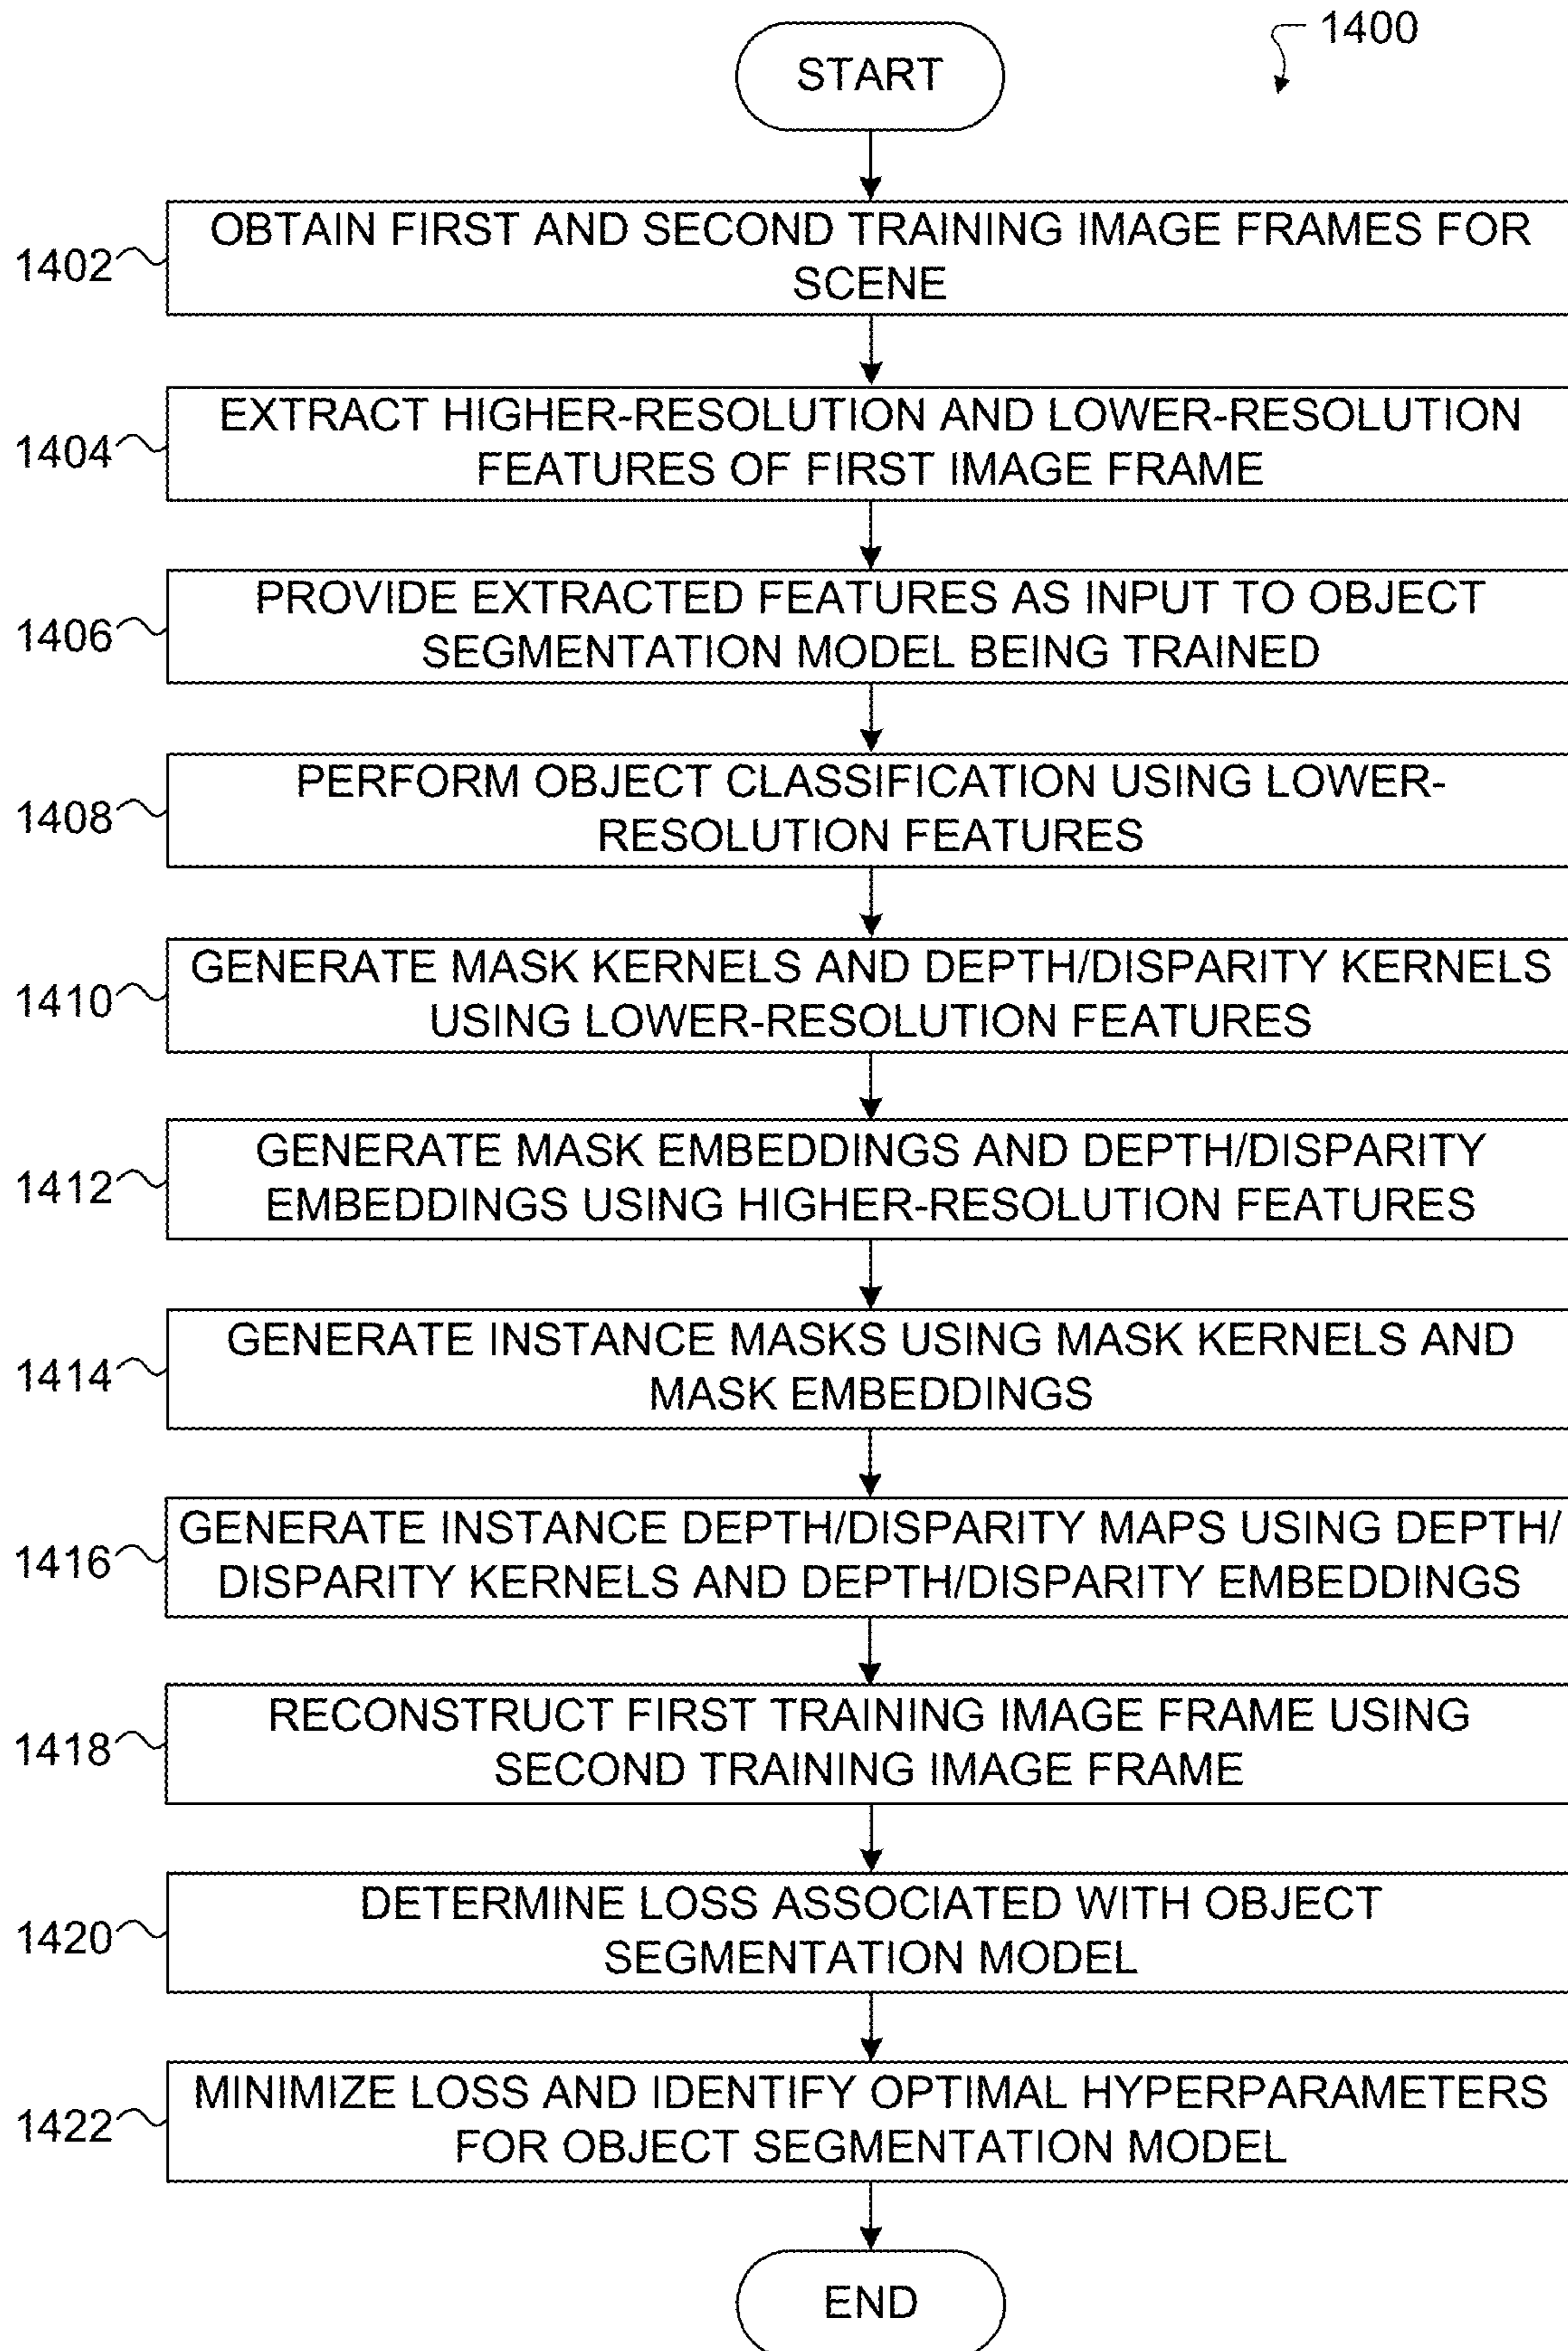 1400
START
1402
OBTAIN FIRST AND SECOND TRAINING IMAGE FRAMES FOR
SCENE
1404
EXTRACT HIGHER-RESOLUTION AND LOWER-RESOLUTION
FEATURES OF FIRST IMAGE FRAME
1406
PROVIDE EXTRACTED FEATURES AS INPUT TO OBJECT
SEGMENTATION MODEL BEING TRAINED
1408
PERFORM OBJECT CLASSIFICATION USING LOWER-
RESOLUTION FEATURES
1410
GENERATE MASK KERNELS AND DEPTH/DISPARITY KERNELS
USING LOWER-RESOLUTION FEATURES
1412
GENERATE MASK EMBEDDINGS AND DEPTH/DISPARITY
EMBEDDINGS USING HIGHER-RESOLUTION FEATURES
1414
GENERATE INSTANCE MASKS USING MASK KERNELS AND
MASK EMBEDDINGS
1416
GENERATE INSTANCE DEPTH/DISPARITY MAPS USING DEPTH/
DISPARITY KERNELS AND DEPTH/DISPARITY EMBEDDINGS
1418
RECONSTRUCT FIRST TRAINING IMAGE FRAME USING
SECOND TRAINING IMAGE FRAME
1420
DETERMINE LOSS ASSOCIATED WITH OBJECT
SEGMENTATION MODEL
1422
MINIMIZE LOSS AND IDENTIFY OPTIMAL HYPERPARAMETERS
FOR OBJECT SEGMENTATION MODEL
END